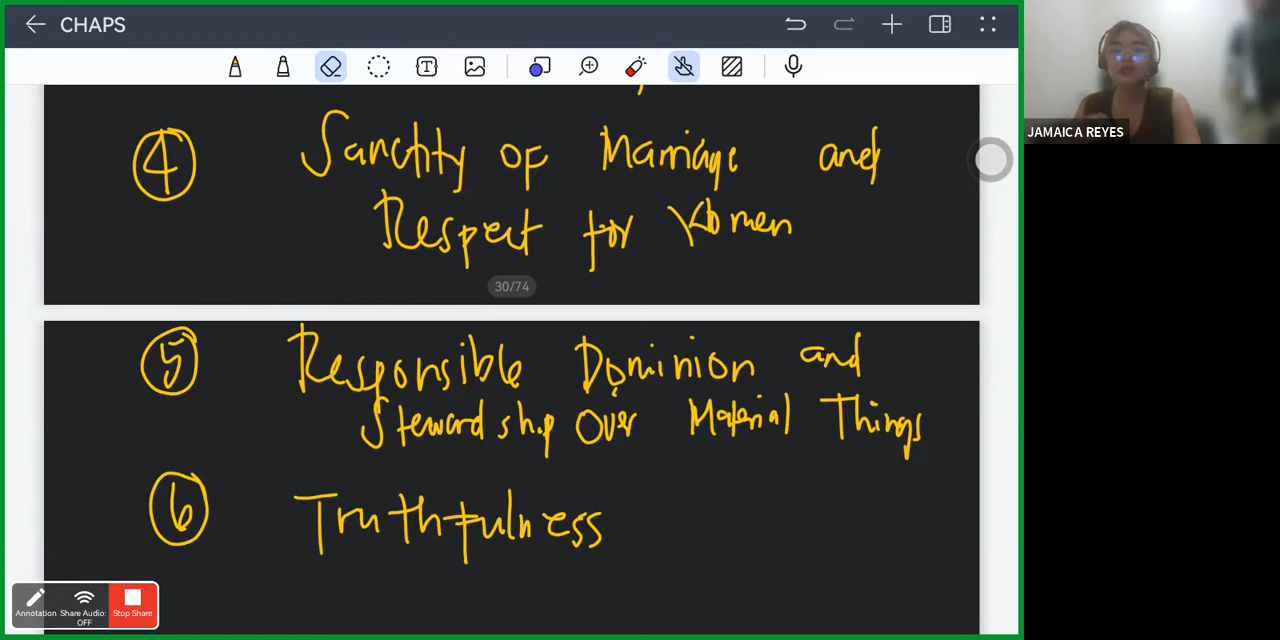 CHAPS
JAMAICA REYES
④ Sanctity of Marriage and
Respect for Women
30/74
⑤ Responsible Dominion and
Stewardship Over Material Things
⑥ Truthfulness
Annotation
Share Audio: OFF
Stop Share